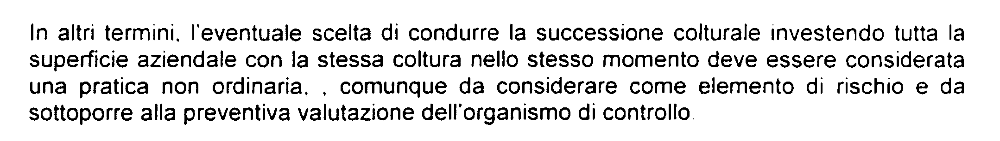 In altri termini, l'eventuale scelta di condurre la successione colturale investendo tutta la
superficie aziendale con la stessa coltura nello stesso momento deve essere considerata
una pratica non ordinaria, , comunque da considerare come elemento di rischio e da
sottoporre alla preventiva valutazione dell'organismo di controllo.